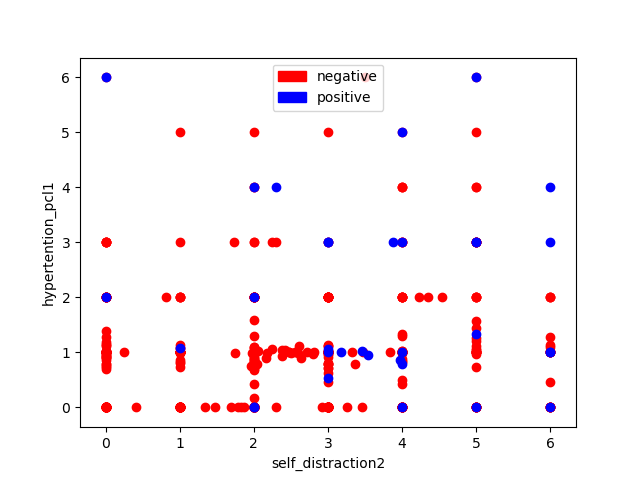 6
negative
positive
5
4
3
2
1
0
hypertention_pcl1
0 1 2 3 4 5 6
self_distraction2